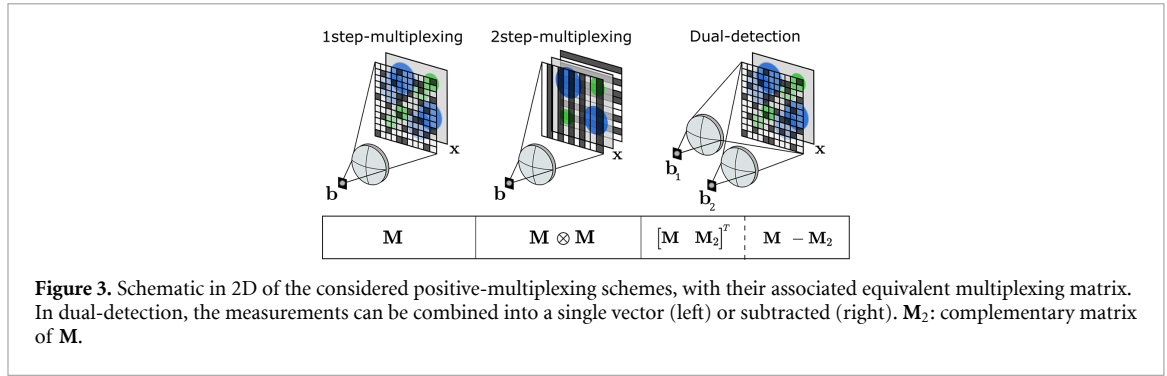 1step-multiplexing 2step-multiplexing Dual-detection
x x x
b b b₁
b₂
M M ⊗ M [M M₂]ᵀ M − M₂
Figure 3. Schematic in 2D of the considered positive-multiplexing schemes, with their associated equivalent multiplexing matrix.
In dual-detection, the measurements can be combined into a single vector (left) or subtracted (right). M₂: complementary matrix
of M.